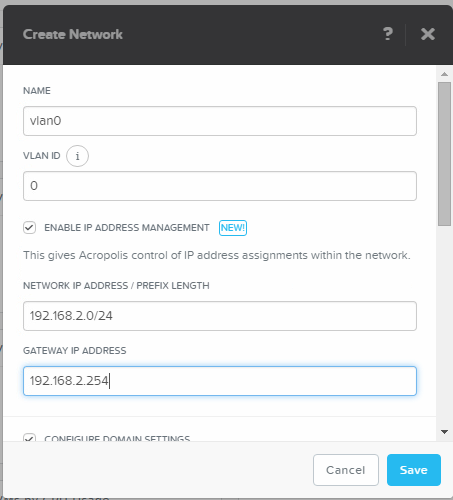 Create Network ? ×
NAME
vlan0
VLAN ID i
0
ENABLE IP ADDRESS MANAGEMENT NEW!
This gives Acropolis control of IP address assignments within the network.
NETWORK IP ADDRESS / PREFIX LENGTH
192.168.2.0/24
GATEWAY IP ADDRESS
192.168.2.254
CONFIGURE DOMAIN SETTINGS
Cancel Save